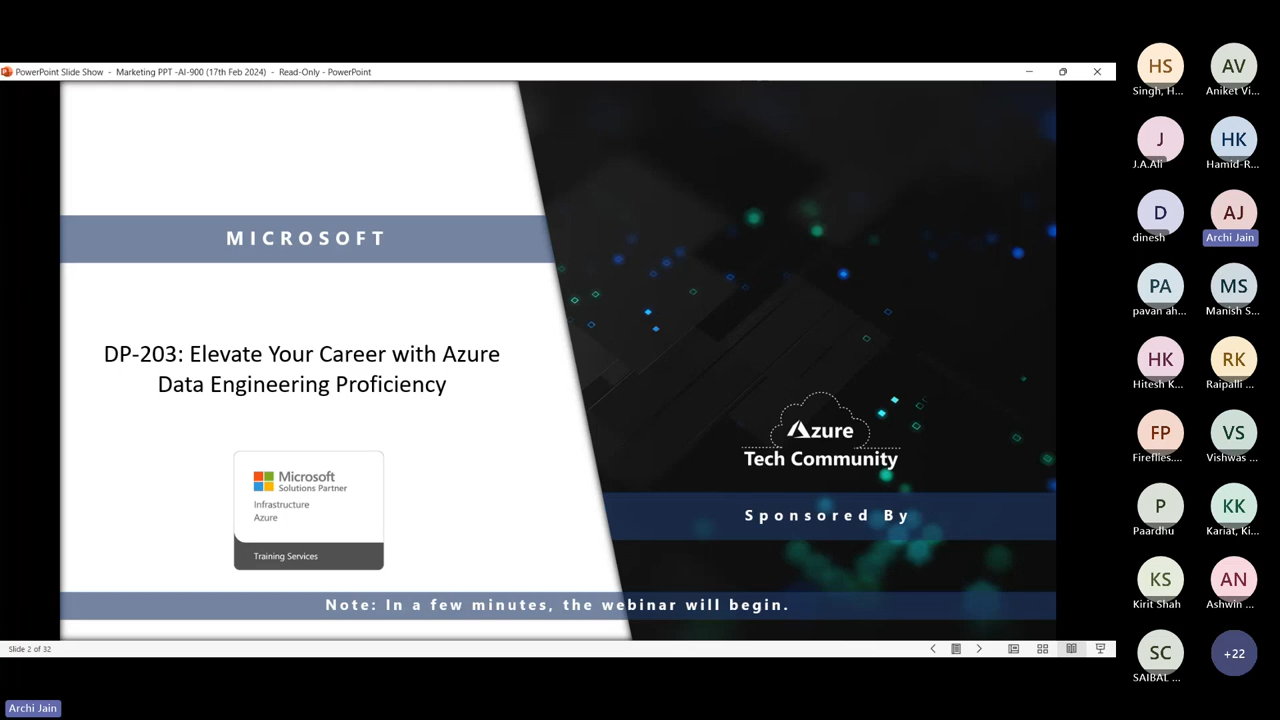 PowerPoint Slide Show - Marketing PPT -AI-900 (17th Feb 2024) - Read-Only - PowerPoint
MICROSOFT
DP-203: Elevate Your Career with Azure
Data Engineering Proficiency
Microsoft
Solutions Partner
Infrastructure
Azure
Training Services
Azure
Tech Community
Sponsored By
Note: In a few minutes, the webinar will begin.
Slide 2 of 32
Archi Jain
HS
Singh, H...
AV
Aniket Vi...
J
J.A.Ali
HK
Hamid-R...
D
dinesh
AJ
Archi Jain
PA
pavan ah...
MS
Manish S...
HK
Hitesh K...
RK
Raipalli ...
FP
Fireflies....
VS
Vishwas ...
P
Paardhu
KK
Kariat, Ki...
KS
Kirit Shah
AN
Ashwin ...
SC
SAIBAL ...
+22